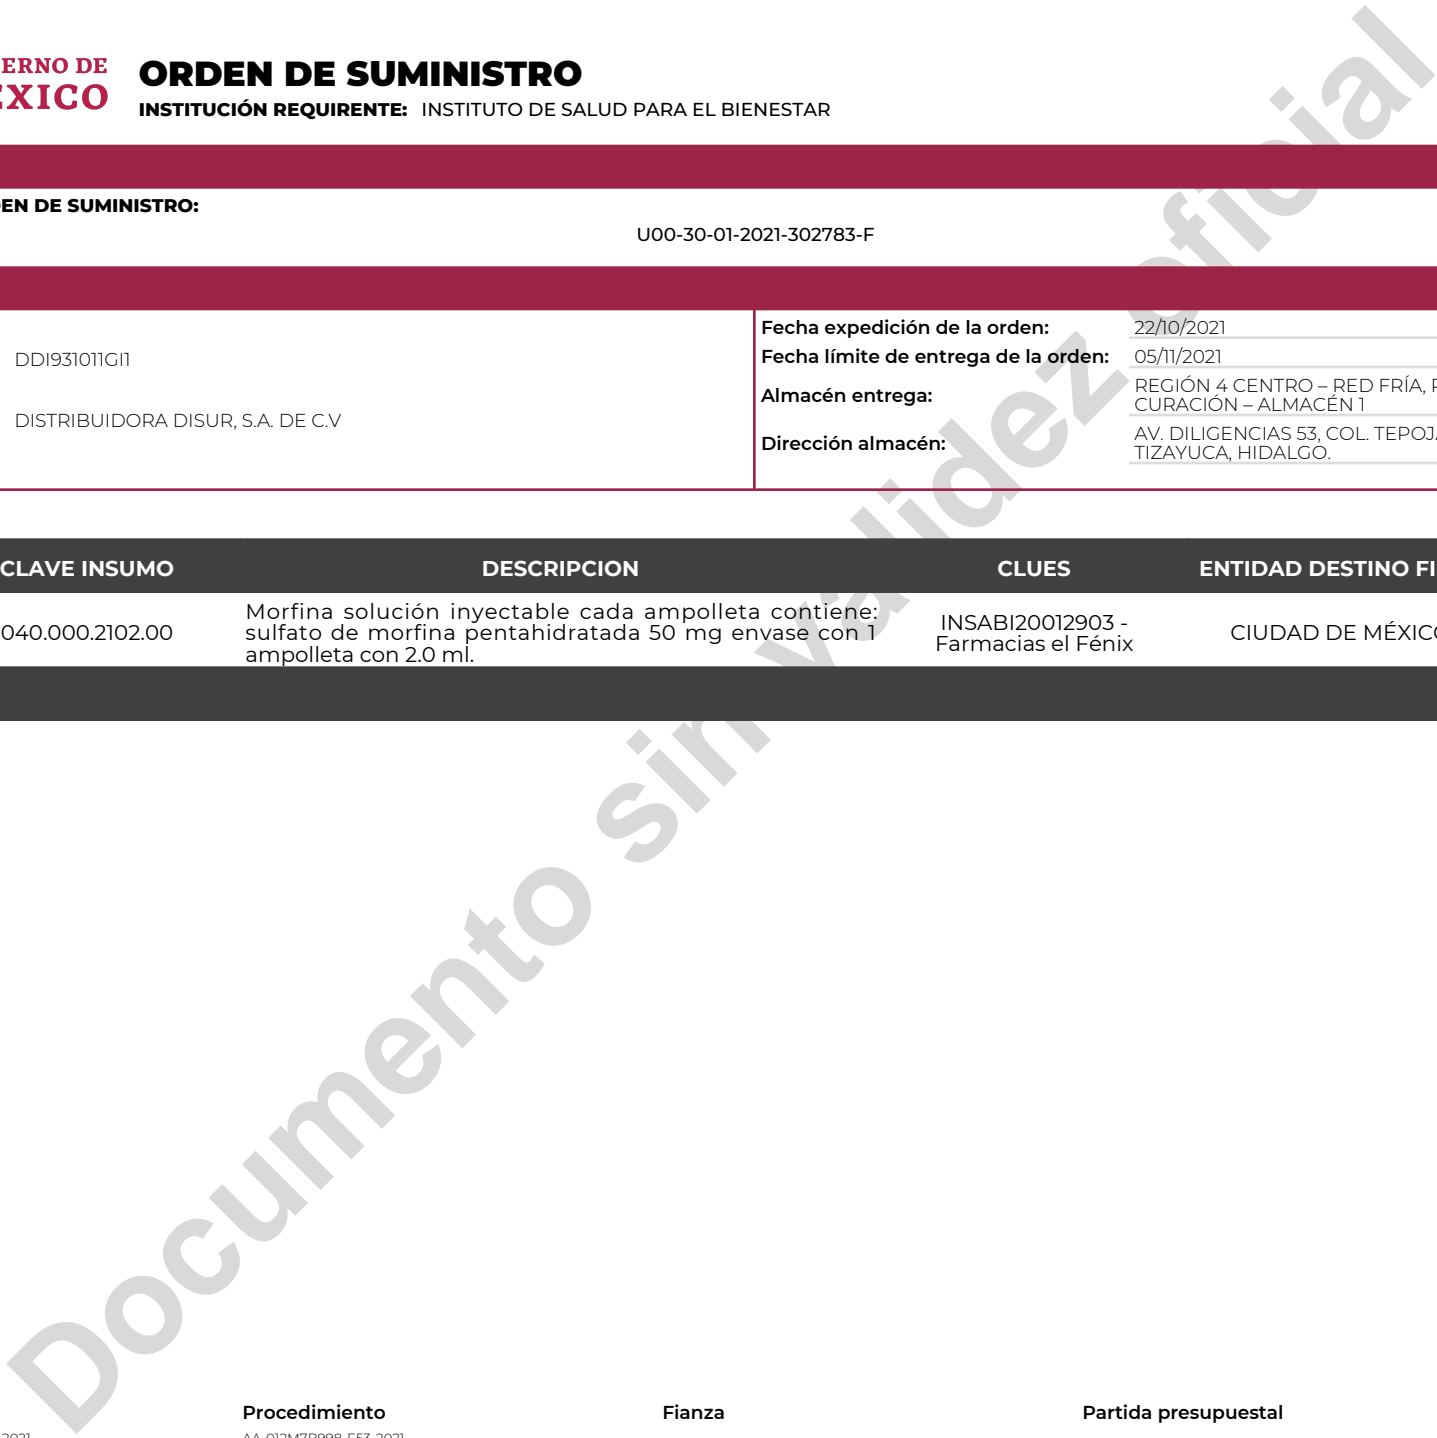 ERNO DE
ÉXICO
ORDEN DE SUMINISTRO
INSTITUCIÓN REQUIRENTE: INSTITUTO DE SALUD PARA EL BIENESTAR
EN DE SUMINISTRO:
U00-30-01-2021-302783-F
DDI931011GI1
DISTRIBUIDORA DISUR, S.A. DE C.V
Fecha expedición de la orden: 22/10/2021
Fecha límite de entrega de la orden: 05/11/2021
Almacén entrega:
REGIÓN 4 CENTRO – RED FRÍA,
CURACIÓN – ALMACÉN 1
Dirección almacén:
AV. DILIGENCIAS 53, COL. TEPOJA
TIZAYUCA, HIDALGO.
CLAVE INSUMO DESCRIPCION CLUES ENTIDAD DESTINO FI
040.000.2102.00
Morfina solución inyectable cada ampolleta contiene:
sulfato de morfina pentahidratada 50 mg envase con 1
ampolleta con 2.0 ml.
INSABI20012903 -
Farmacias el Fénix
CIUDAD DE MÉXICO
Documento sin validez oficial
Procedimiento Fianza Partida presupuestal